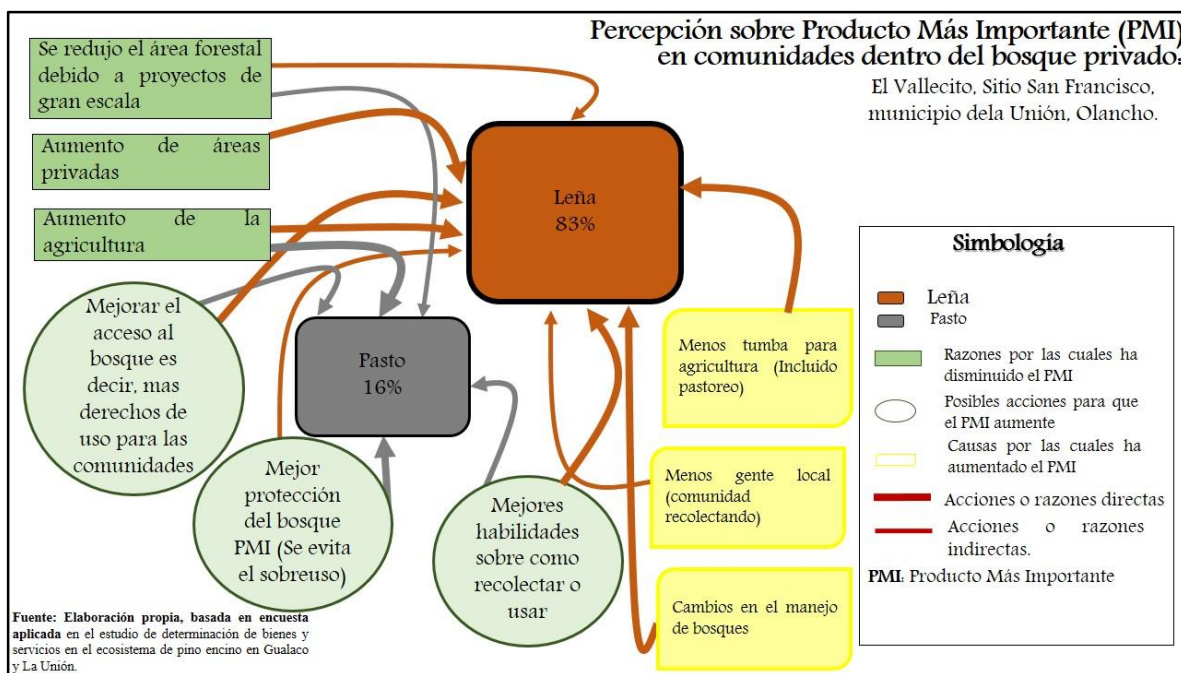 Percepción sobre Producto Más Importante (PMI)
en comunidades dentro del bosque privado:
El Vallecito, Sitio San Francisco,
municipio dela Unión, Olancho.
Se redujo el área forestal
debido a proyectos de
gran escala
Aumento de áreas
privadas
Aumento de la
agricultura
Mejorar el
acceso al
bosque es
decir, mas
derechos de
uso para las
comunidades
Mejor
protección
del bosque
PMI (Se evita
el sobreuso)
Mejores
habilidades
sobre como
recolectar o
usar
Leña
83%
Pasto
16%
Menos tumba para
agricultura (Incluido
pastoreo)
Menos gente local
(comunidad
recolectando)
Cambios en el manejo
de bosques
Simbología
Leña
Pasto
Razones por las cuales ha
disminuido el PMI
Posibles acciones para que
el PMI aumente
Causas por las cuales ha
aumentado el PMI
Acciones o razones directas
Acciones o razones
indirectas.
PMI: Producto Más Importante
Fuente: Elaboración propia, basada en encuesta
aplicada en el estudio de determinación de bienes y
servicios en el ecosistema de pino encino en Gualaco
y La Unión.